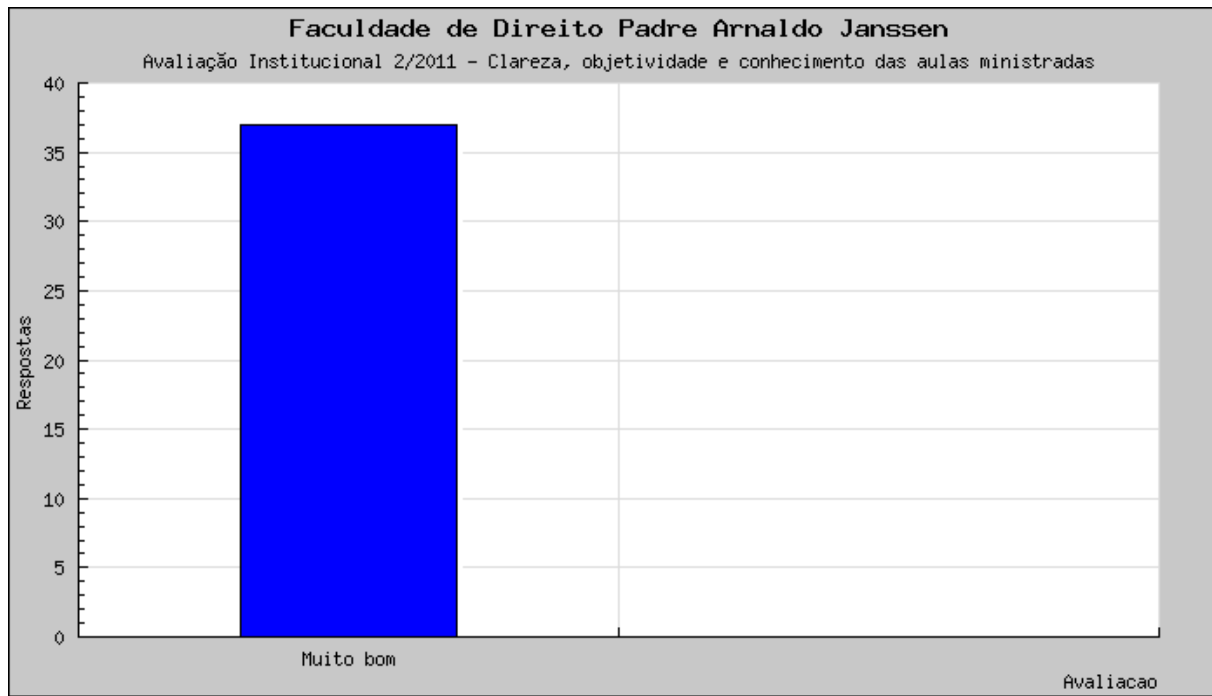 Faculdade de Direito Padre Arnaldo Janssen
Avaliação Institucional 2/2011 - Clareza, objetividade e conhecimento das aulas ministradas
40
35
30
25
20
15
10
5
0
Respostas
Muito bom
Avaliacao